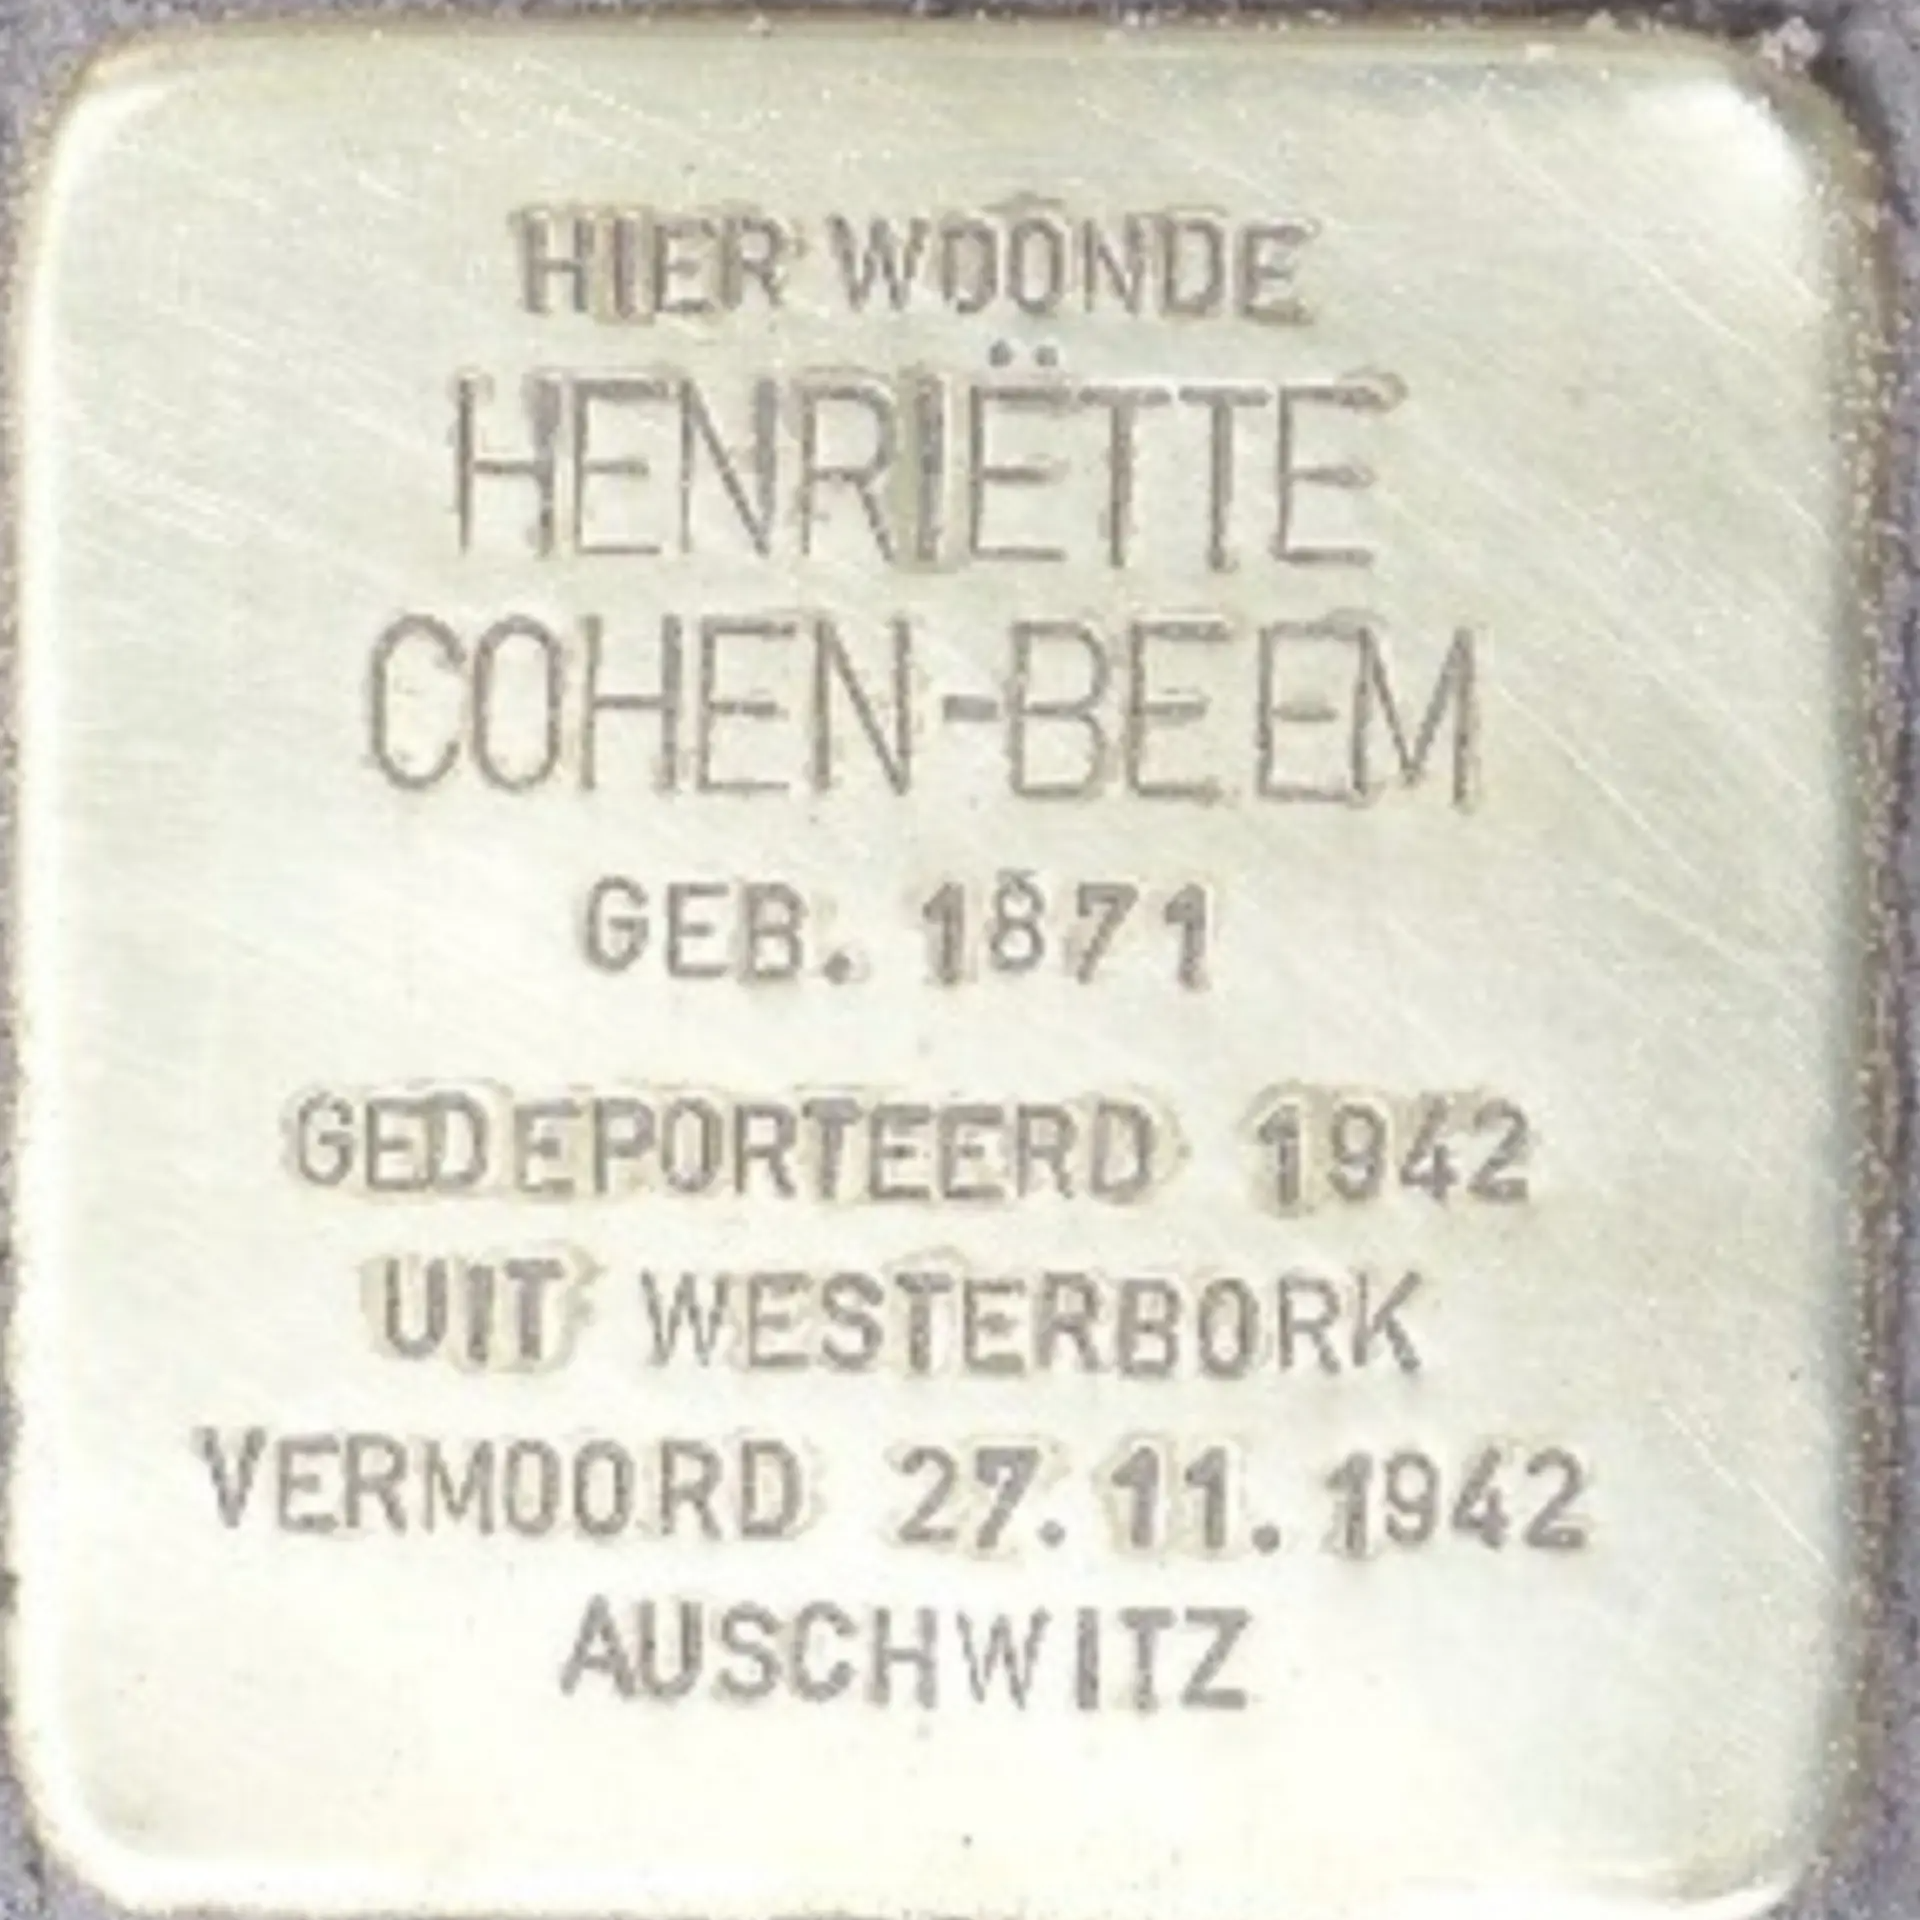 HIER WOONDE
HENRIËTTE
COHEN-BEEM
GEB. 1871
GEDEPORTEERD 1942
UIT WESTERBORK
VERMOORD 27.11.1942
AUSCHWITZ